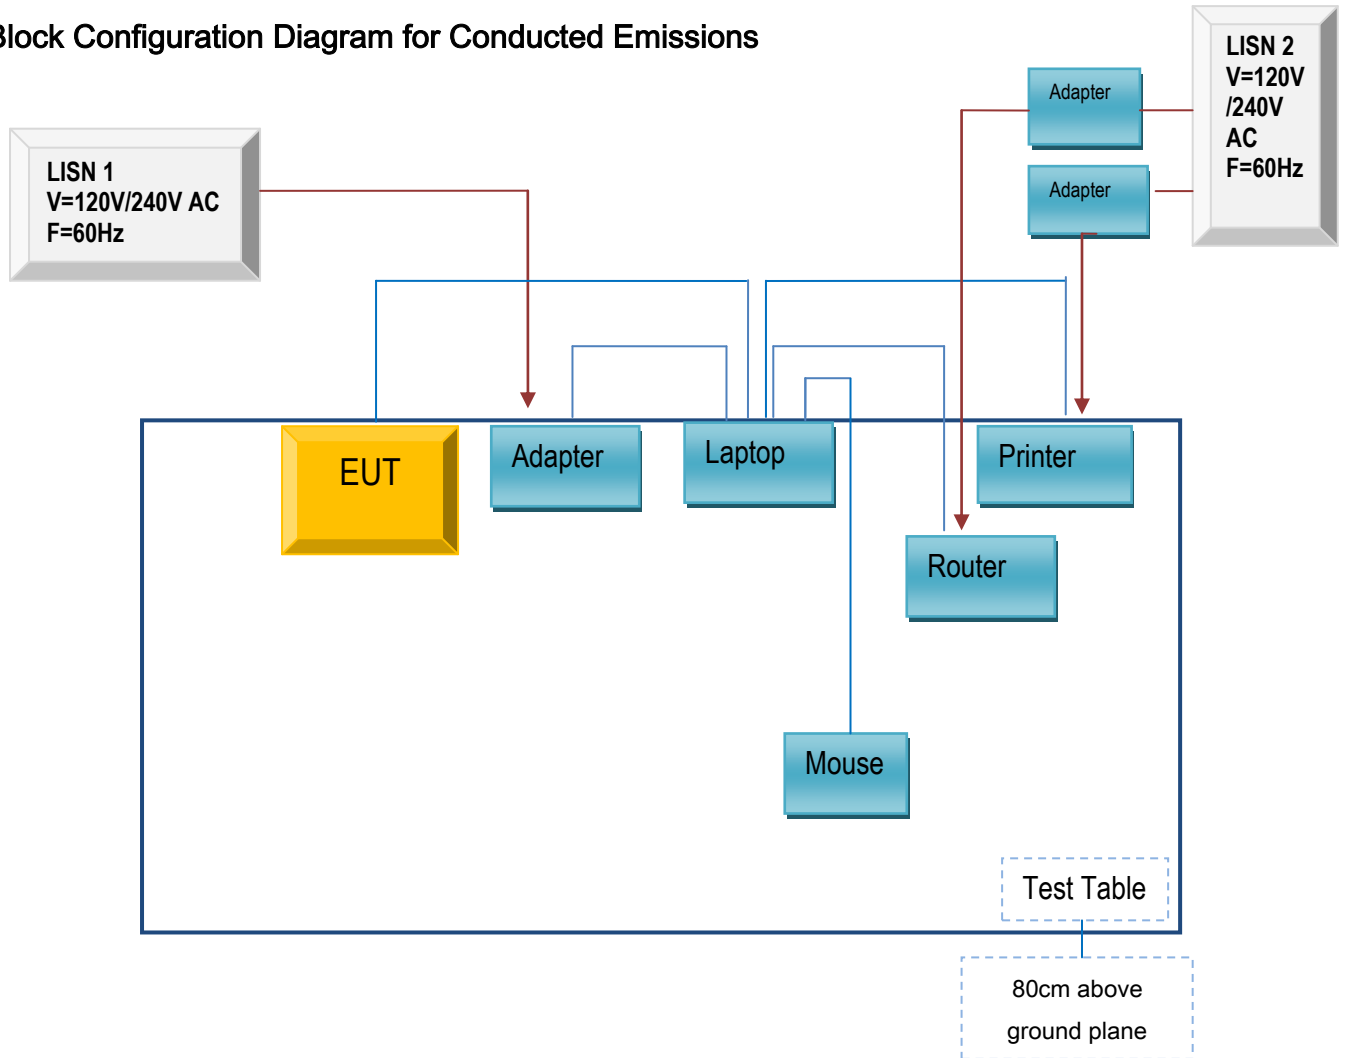 Block Configuration Diagram for Conducted Emissions
LISN 1
V=120V/240V AC
F=60Hz
Adapter
Adapter
LISN 2
V=120V
/240V
AC
F=60Hz
EUT
Adapter
Laptop
Printer
Router
Mouse
Test Table
80cm above
ground plane